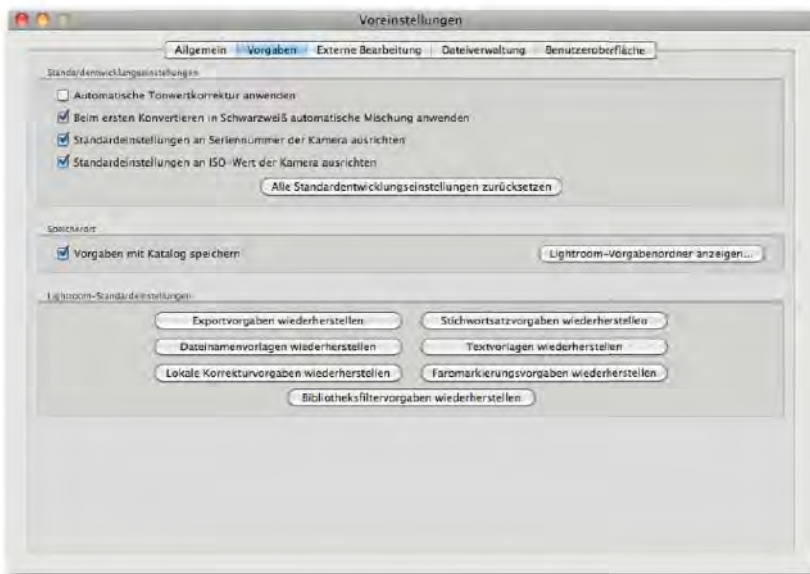 Voreinstellungen
Allgemein Vorgaben Externe Bearbeitung Dateiverwaltung Benutzeroberfläche
Standardentwicklungseinstellungen
Automatische Tonwertkorrektur anwenden
Beim ersten Konvertieren in Schwarzweiß automatische Mischung anwenden
Standardeinstellungen an Seriennummer der Kamera ausrichten
Standardeinstellungen an ISO-Wert der Kamera ausrichten
Alle Standardentwicklungseinstellungen zurücksetzen
Speicherort
Vorgaben mit Katalog speichern Lightroom-Vorgabenordner anzeigen...
Lightroom-Standardeinstellungen
Exportvorgaben wiederherstellen Stichwortsatzvorgaben wiederherstellen
Dateinamenvorlagen wiederherstellen Textvorlagen wiederherstellen
Lokale Korrekturvorgaben wiederherstellen Farbmarkierungsvorgaben wiederherstellen
Bibliotheksfiltervorgaben wiederherstellen